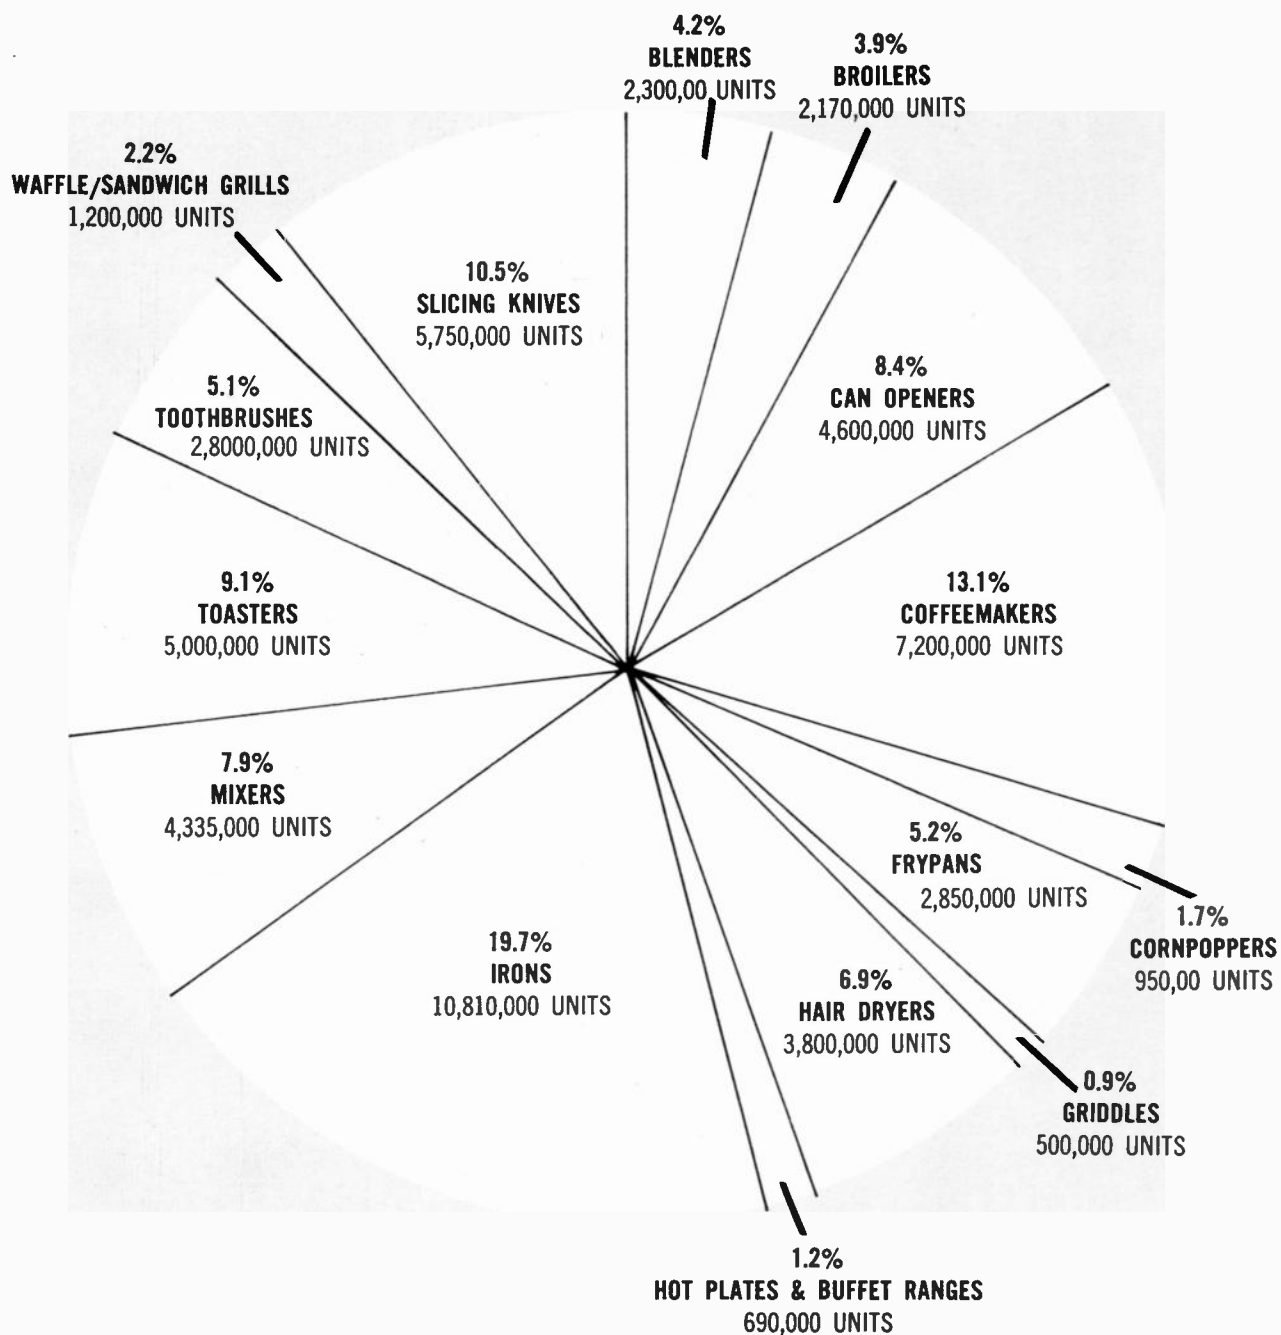 4.2%
BLENDERS
2,300,00 UNITS
3.9%
BROILERS
2,170,000 UNITS
2.2%
WAFFLE/SANDWICH GRILLS
1,200,000 UNITS
10.5%
SLICING KNIVES
5,750,000 UNITS
8.4%
CAN OPENERS
4,600,000 UNITS
5.1%
TOOTHBRUSHES
2,8000,000 UNITS
9.1%
TOASTERS
5,000,000 UNITS
13.1%
COFFEEMAKERS
7,200,000 UNITS
7.9%
MIXERS
4,335,000 UNITS
5.2%
FRYPANS
2,850,000 UNITS
1.7%
CORNPOPPERS
950,00 UNITS
19.7%
IRONS
10,810,000 UNITS
6.9%
HAIR DRYERS
3,800,000 UNITS
0.9%
GRIDDLES
500,000 UNITS
1.2%
HOT PLATES & BUFFET RANGES
690,000 UNITS